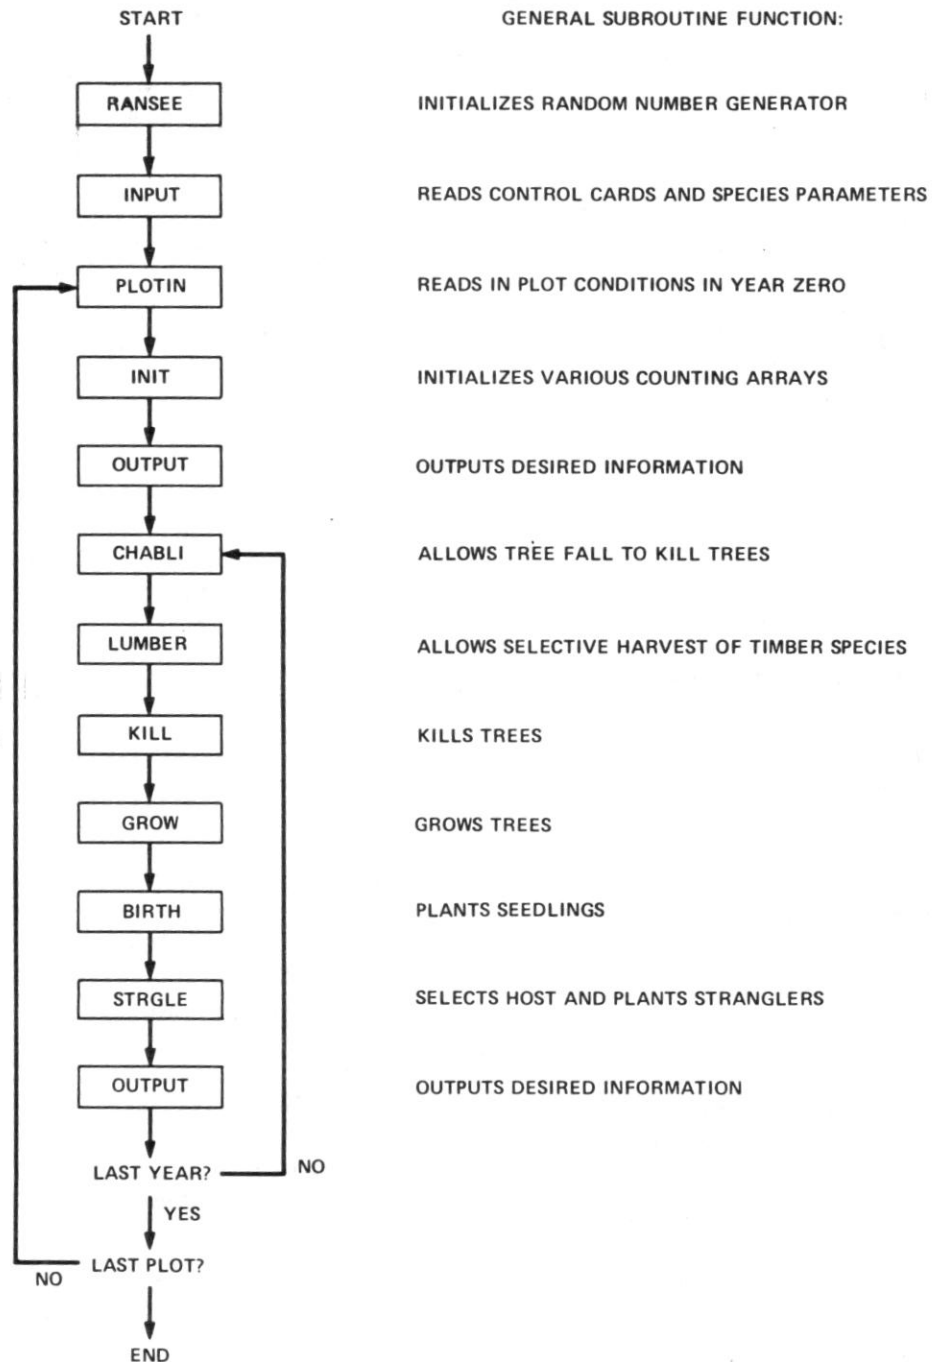 START GENERAL SUBROUTINE FUNCTION:
RANSEE INITIALIZES RANDOM NUMBER GENERATOR
INPUT READS CONTROL CARDS AND SPECIES PARAMETERS
PLOTIN READS IN PLOT CONDITIONS IN YEAR ZERO
INIT INITIALIZES VARIOUS COUNTING ARRAYS
OUTPUT OUTPUTS DESIRED INFORMATION
CHABLI ALLOWS TREE FALL TO KILL TREES
LUMBER ALLOWS SELECTIVE HARVEST OF TIMBER SPECIES
KILL KILLS TREES
GROW GROWS TREES
BIRTH PLANTS SEEDLINGS
STRGLE SELECTS HOST AND PLANTS STRANGLERS
OUTPUT OUTPUTS DESIRED INFORMATION
LAST YEAR? NO
YES
LAST PLOT?
NO
END